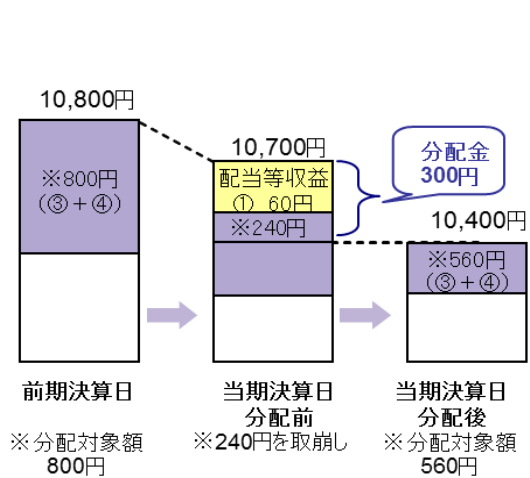 10,800円
※800円
（③＋④）
10,700円
配当等収益
① 60円
※240円
分配金
300円
10,400円
※560円
（③＋④）
前期決算日
※分配対象額
800円
当期決算日
分配前
※240円を取崩し
当期決算日
分配後
※分配対象額
560円